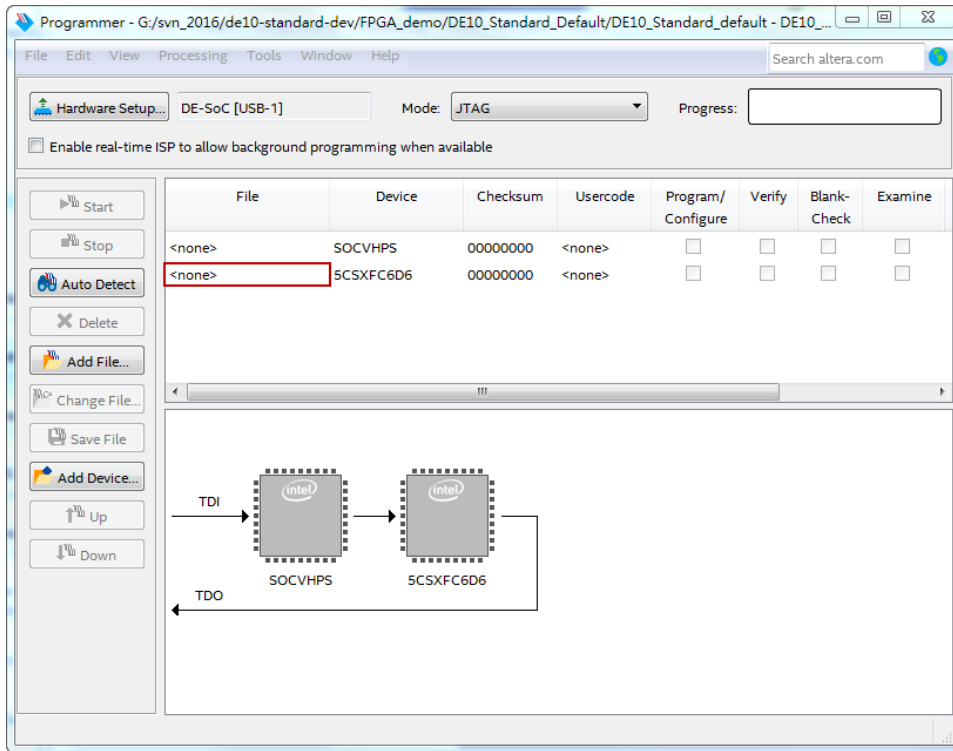 Programmer - G:/svn_2016/de10-standard-dev/FPGA_demo/DE10_Standard_Default/DE10_Standard_default - DE10_...
File Edit View Processing Tools Window Help Search altera.com
Hardware Setup... DE-SoC [USB-1] Mode: JTAG Progress:
Enable real-time ISP to allow background programming when available
Start
Stop
Auto Detect
Delete
Add File...
Change File...
Save File
Add Device...
Up
Down
File Device Checksum Usercode Program/ Verify Blank- Examine
Configure Check
<none> SOCVHPS 00000000 <none>
<none> 5CSXFC6D6 00000000 <none>
intel intel
TDI
SOCVHPS 5CSXFC6D6
TDO